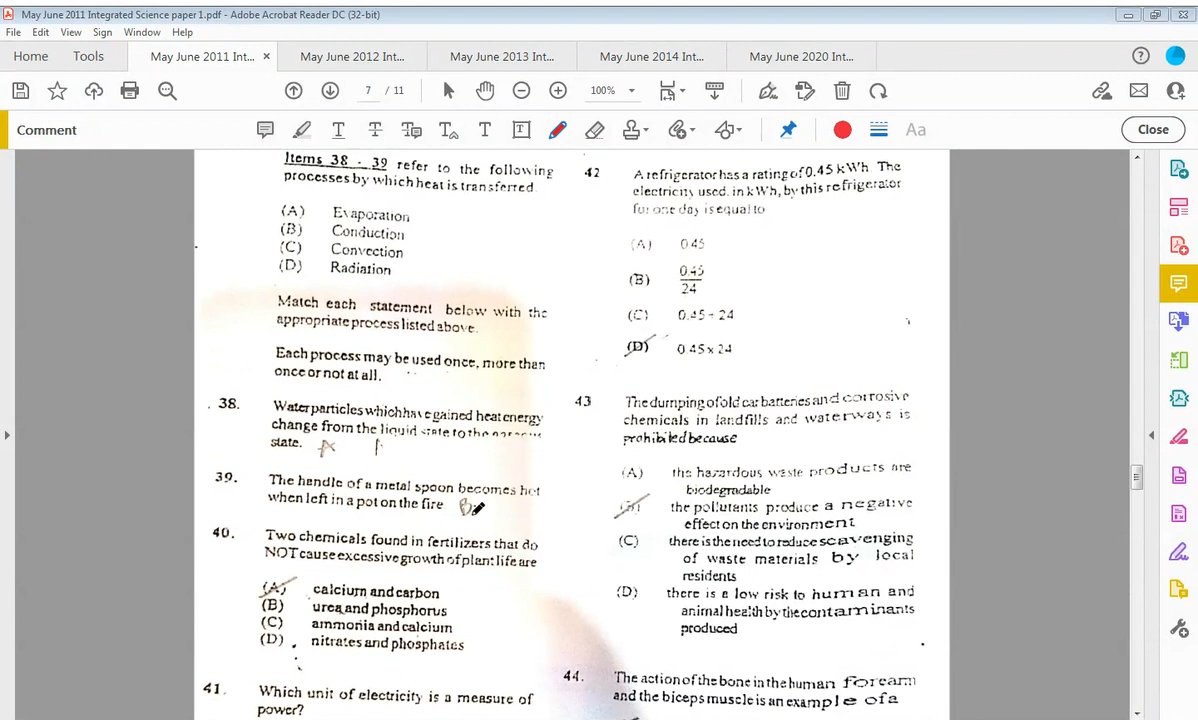 May June 2011 Integrated Science paper 1.pdf - Adobe Acrobat Reader DC (32-bit)
File Edit View Sign Window Help
Home Tools May June 2011 Int... × May June 2012 Int... May June 2013 Int... May June 2014 Int... May June 2020 Int...
7 / 11 100%
Comment Close
Items 38 - 39 refer to the following
processes by which heat is transferred
(A) Evaporation
(B) Conduction
(C) Convection
(D) Radiation
Match each statement below with the
appropriate process listed above.
Each process may be used once, more than
once or not at all.
38. Water particles which have gained heat energy
change from the liquid state to the gaseous
state. A
39. The handle of a metal spoon becomes hot
when left in a pot on the fire B
40. Two chemicals found in fertilizers that do
NOT cause excessive growth of plant life are
(A) calcium and carbon
(B) urea and phosphorus
(C) ammonia and calcium
(D) nitrates and phosphates
41. Which unit of electricity is a measure of
power?
42 A refrigerator has a rating of 0.45 kWh. The
electricity used, in kWh, by this refrigerator
for one day is equal to
(A) 0.45
(B) 0.45
24
(C) 0.45 - 24
(D) 0.45 x 24
43 The dumping of old car batteries and corrosive
chemicals in landfills and waterways is
prohibited because
(A) the hazardous waste products are
biodegradable
(B) the pollutants produce a negative
effect on the environment
(C) there is the need to reduce scavenging
of waste materials by local
residents
(D) there is a low risk to human and
animal health by the contaminants
produced
44. The action of the bone in the human forearm
and the biceps muscle is an example of a